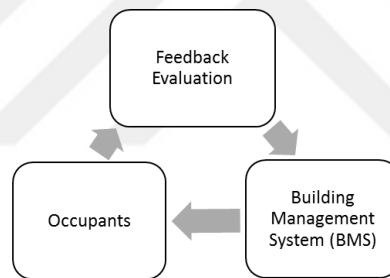 Feedback
Evaluation
Occupants
Building
Management
System (BMS)